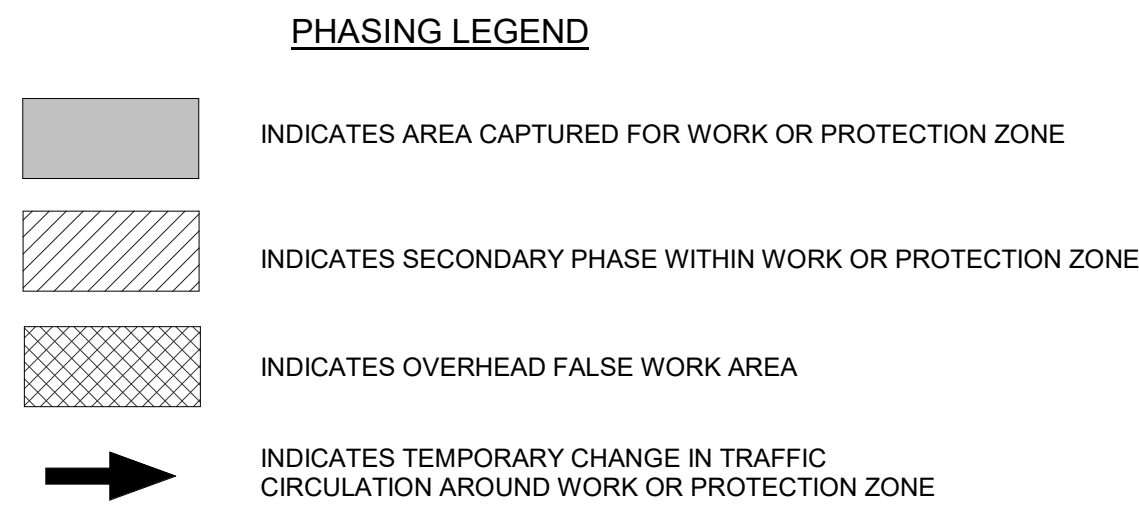 PHASING LEGEND
INDICATES AREA CAPTURED FOR WORK OR PROTECTION ZONE
INDICATES SECONDARY PHASE WITHIN WORK OR PROTECTION ZONE
INDICATES OVERHEAD FALSE WORK AREA
INDICATES TEMPORARY CHANGE IN TRAFFIC
CIRCULATION AROUND WORK OR PROTECTION ZONE